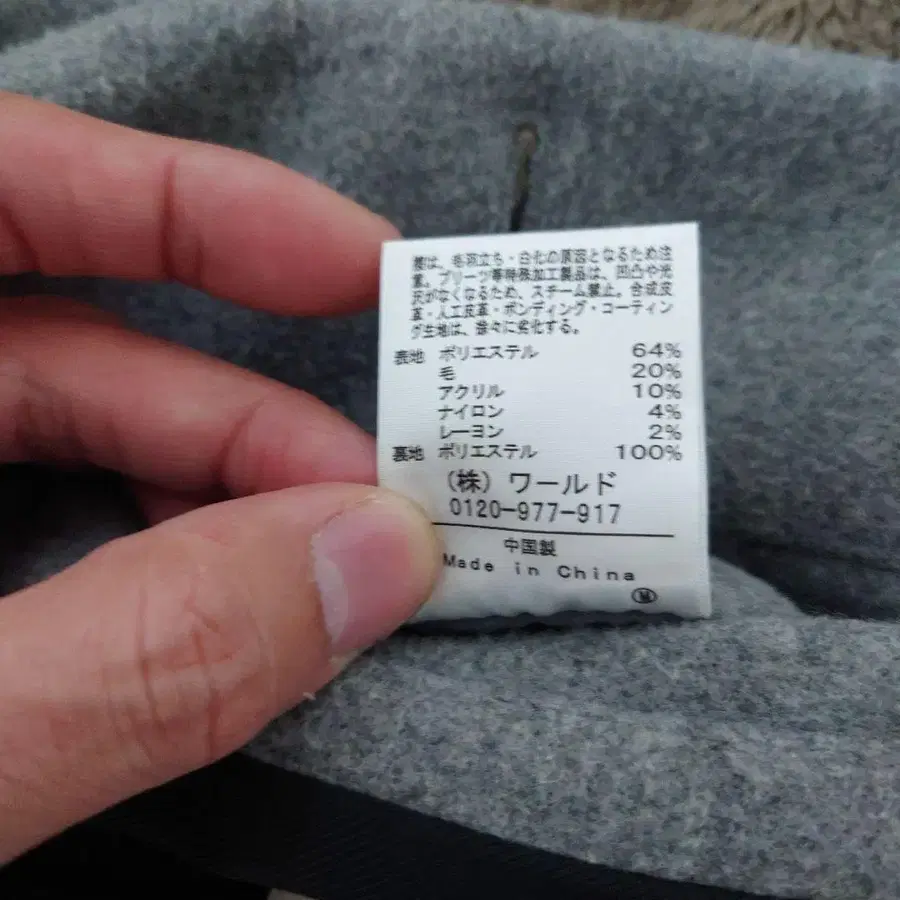 擦は、毛羽立ち・白化の原因となるため注
意。プリーツ等特殊加工製品は、凹凸や光
沢がなくなるため、スチーム禁止。合成皮
革・人工皮革・ボンディング・コーティン
グ生地は、徐々に劣化する。
表地 ポリエステル 64%
毛 20%
アクリル 10%
ナイロン 4%
レーヨン 2%
裏地 ポリエステル 100%
(株) ワールド
0120-977-917
中国製
Made in China
M